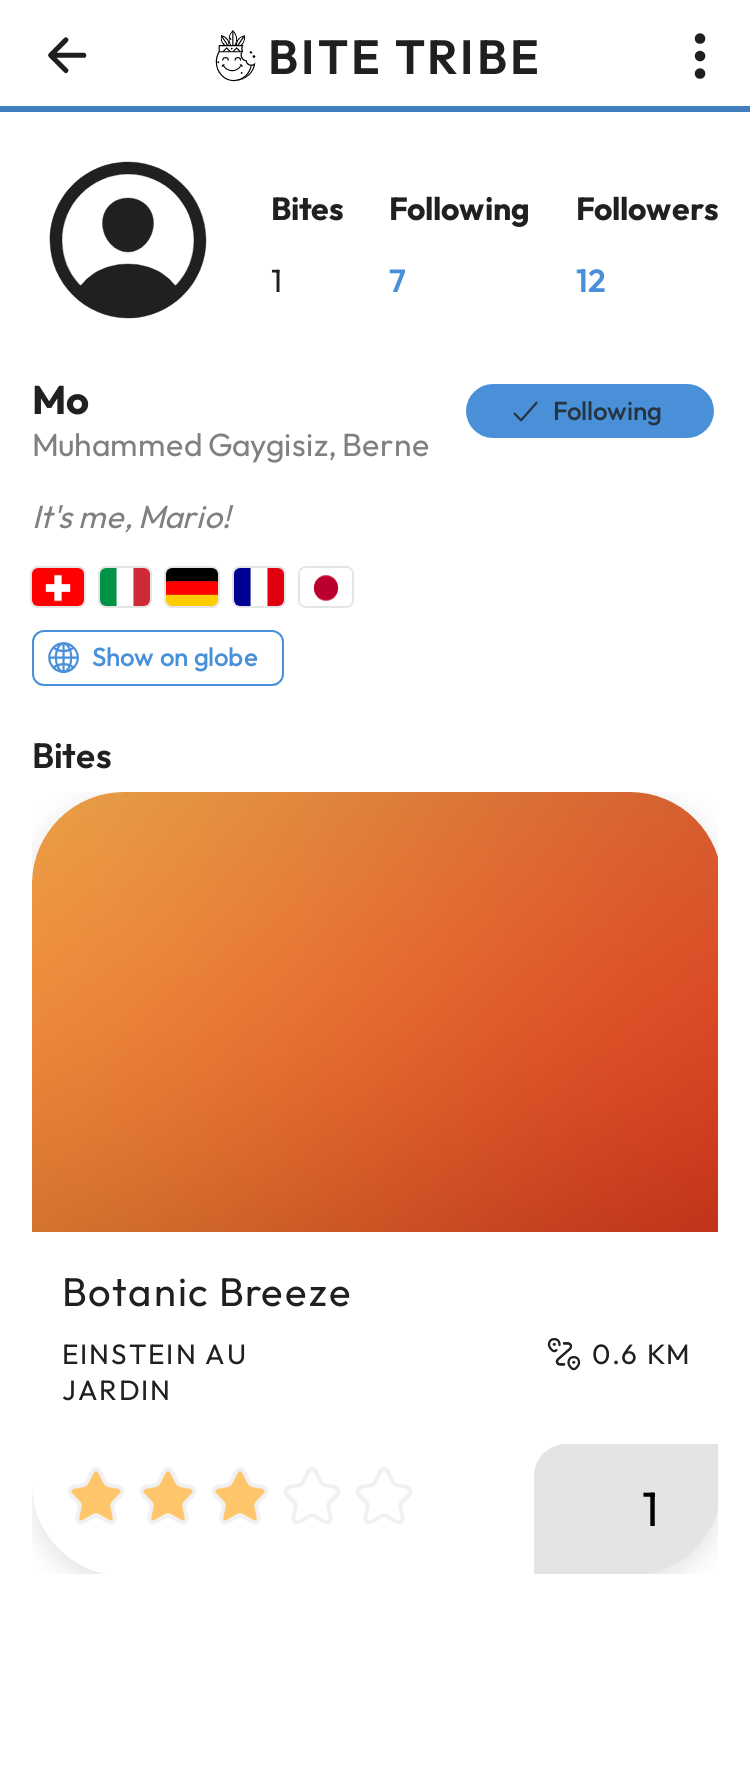 BITE TRIBE
Bites Following Followers
1 7 12
Mo
Following
Muhammed Gaygisiz, Berne
It's me, Mario!
Show on globe
Bites
Botanic Breeze
EINSTEIN AU
JARDIN
0.6 KM
1